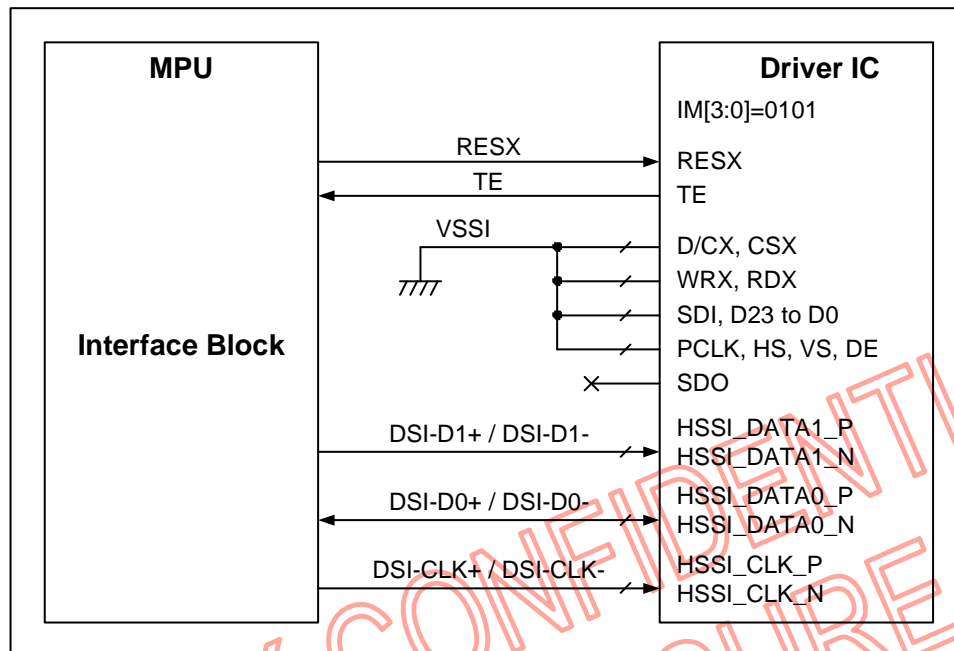 MPU
Driver IC
IM[3:0]=0101
RESX
RESX
TE
TE
VSSI
D/CX, CSX
WRX, RDX
SDI, D23 to D0
Interface Block
PCLK, HS, VS, DE
SDO
DSI-D1+ / DSI-D1-
HSSI_DATA1_P
HSSI_DATA1_N
DSI-D0+ / DSI-D0-
HSSI_DATA0_P
HSSI_DATA0_N
DSI-CLK+ / DSI-CLK-
HSSI_CLK_P
HSSI_CLK_N